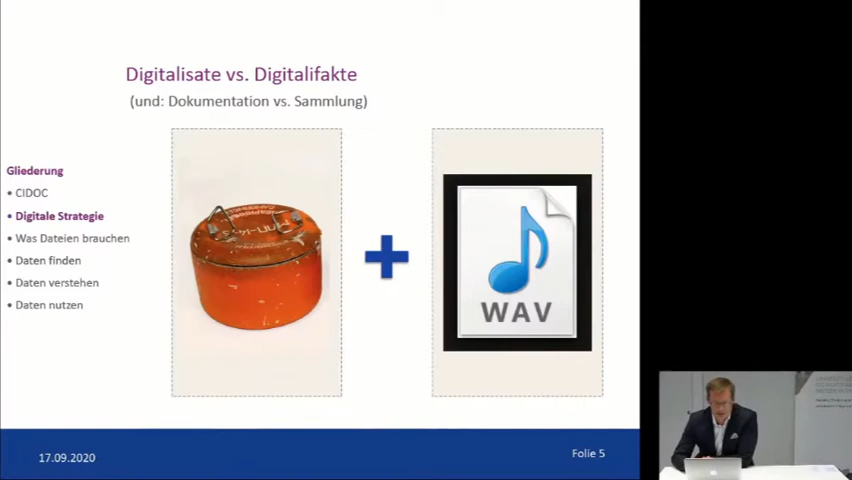 Digitalisate vs. Digitalifakte
(und: Dokumentation vs. Sammlung)
Gliederung
• CIDOC
• Digitale Strategie
• Was Dateien brauchen
• Daten finden
• Daten verstehen
• Daten nutzen
WAV
17.09.2020
Folie 5